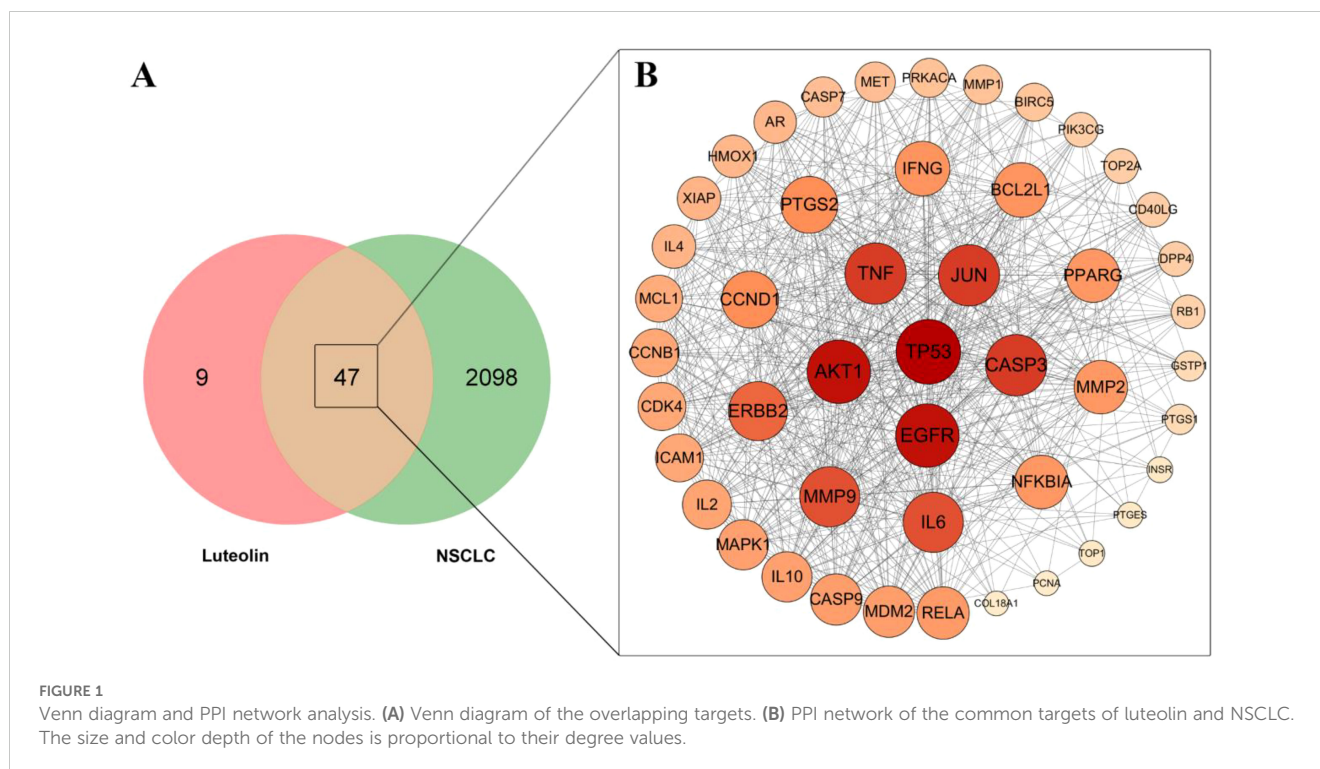 A
B
9
47
2098
Luteolin
NSCLC
PRKACA
MET
MMP1
CASP7
BIRC5
AR
PIK3CG
HMOX1
TOP2A
XIAP
CD40LG
IL4
DPP4
MCL1
RB1
CCNB1
GSTP1
CDK4
PTGS1
ICAM1
INSR
IL2
PTGES
MAPK1
TOP1
IL10
PCNA
CASP9
COL18A1
MDM2
RELA
IFNG
BCL2L1
PTGS2
TNF
JUN
PPARG
CCND1
TP53
AKT1
CASP3
MMP2
ERBB2
EGFR
NFKBIA
MMP9
IL6
FIGURE 1
Venn diagram and PPI network analysis. (A) Venn diagram of the overlapping targets. (B) PPI network of the common targets of luteolin and NSCLC.
The size and color depth of the nodes is proportional to their degree values.